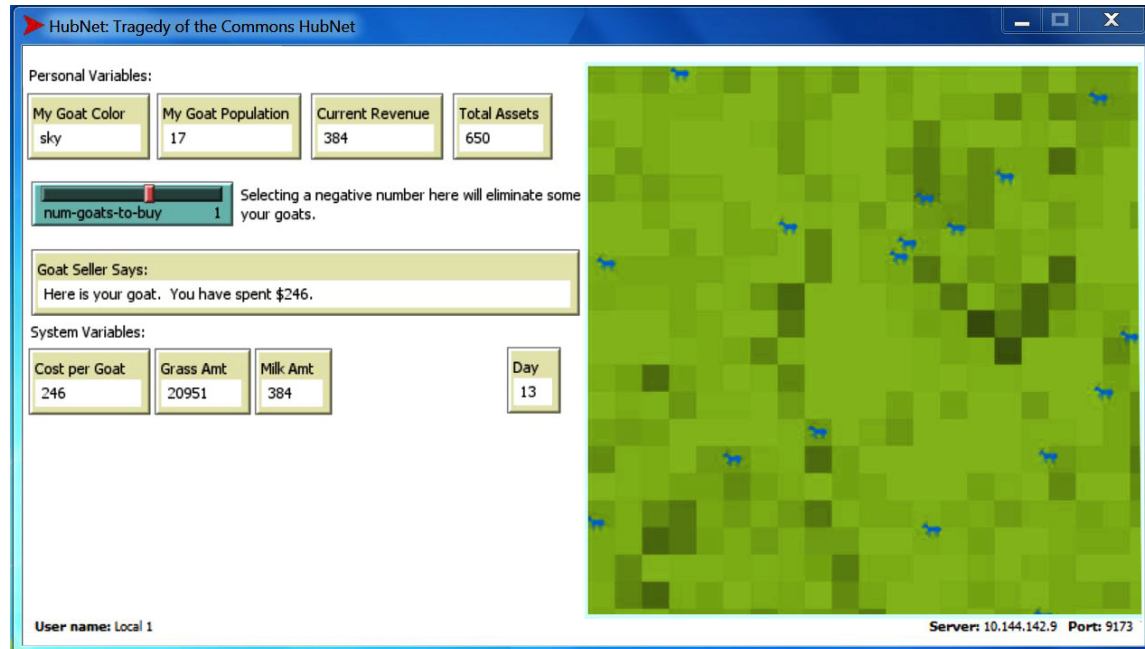 HubNet: Tragedy of the Commons HubNet
Personal Variables:
My Goat Color
sky
My Goat Population
17
Current Revenue
384
Total Assets
650
num-goats-to-buy 1
Selecting a negative number here will eliminate some
your goats.
Goat Seller Says:
Here is your goat. You have spent $246.
System Variables:
Cost per Goat
246
Grass Amt
20951
Milk Amt
384
Day
13
User name: Local 1
Server: 10.144.142.9 Port: 9173